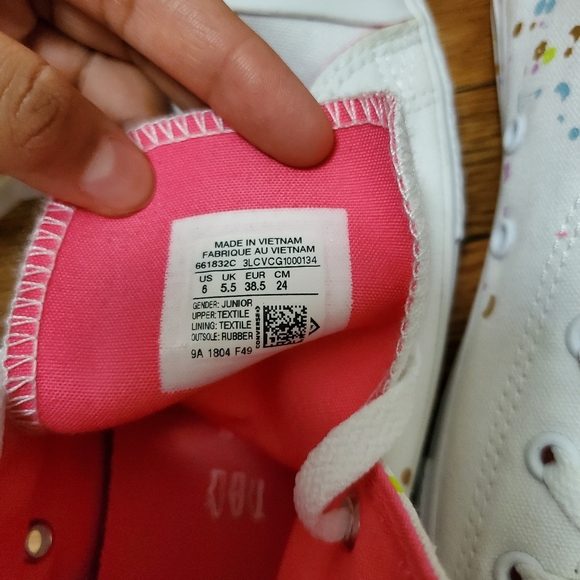 MADE IN VIETNAM
FABRIQUE AU VIETNAM
661832C 3LCVCG1000134
US UK EUR CM
6 5.5 38.5 24
GENDER: JUNIOR
UPPER: TEXTILE
LINING: TEXTILE
OUTSOLE: RUBBER
CONVERSE
9A 1804 F49